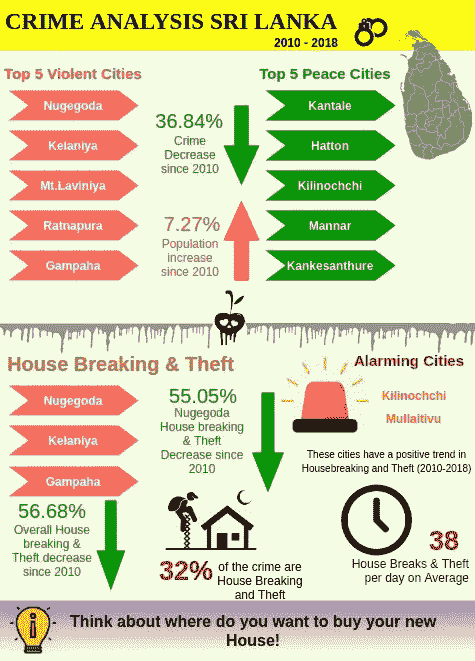 CRIME ANALYSIS SRI LANKA
2010 - 2018
Top 5 Violent Cities
Nugegoda
Kelaniya
Mt.Laviniya
Ratnapura
Gampaha
36.84%
Crime
Decrease
since 2010
7.27%
Population
increase
since 2010
Top 5 Peace Cities
Kantale
Hatton
Kilinochchi
Mannar
Kankesanthure
House Breaking & Theft
Nugegoda
Kelaniya
Gampaha
56.68%
Overall House
breaking &
Theft decrease
since 2010
55.05%
Nugegoda
House breaking
& Theft
Decrease since
2010
32% of the crime are
House Breaking
and Theft
Alarming Cities
Kilinochchi
Mullaitivu
These cities have a positive trend in
Housebreaking and Theft (2010-2018)
38
House Breaks & Theft
per day on Average
Think about where do you want to buy your new
House!